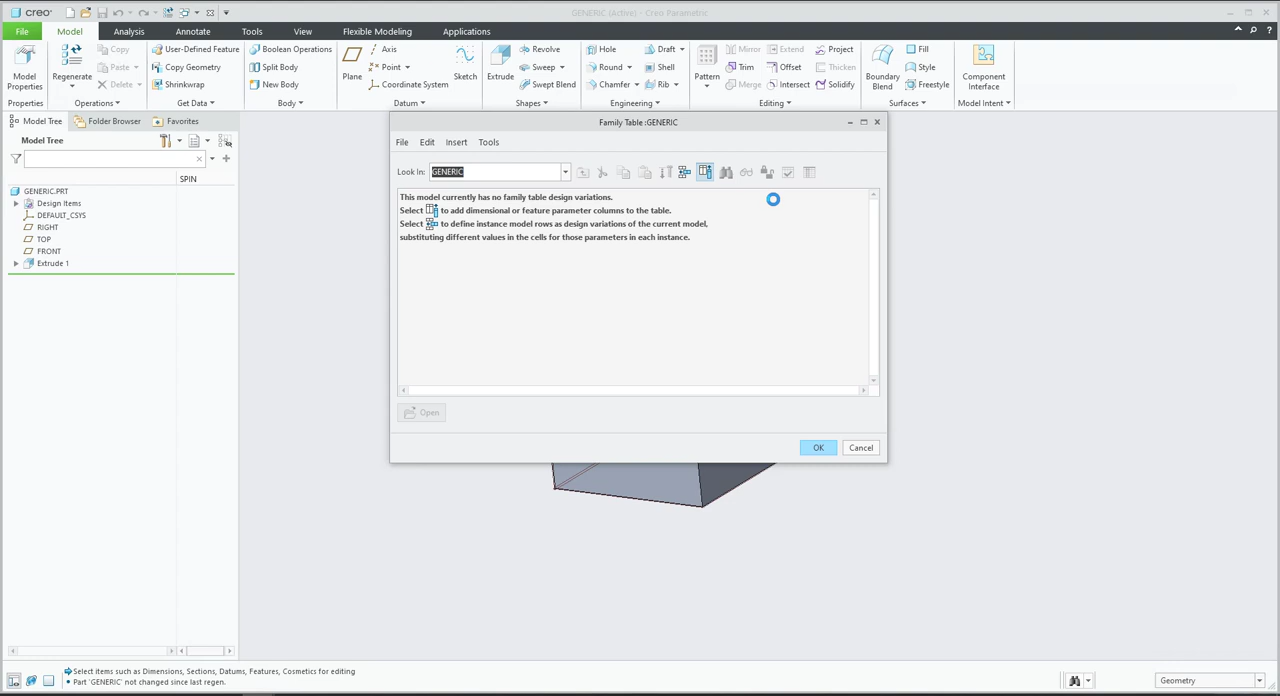 creo
GENERIC (Active) - Creo Parametric
File Model Analysis Annotate Tools View Flexible Modeling Applications
Model Properties
Properties
Regenerate
Copy
Paste
Delete
Operations
User-Defined Feature
Copy Geometry
Shrinkwrap
Get Data
Boolean Operations
Split Body
New Body
Body
Plane
Axis
Point
Coordinate System
Datum
Sketch
Extrude
Revolve
Sweep
Swept Blend
Shapes
Hole
Round
Chamfer
Draft
Shell
Rib
Engineering
Pattern
Mirror
Trim
Merge
Extend
Offset
Intersect
Project
Thicken
Solidify
Editing
Boundary Blend
Fill
Style
Freestyle
Surfaces
Component Interface
Model Intent
Model Tree Folder Browser Favorites
Model Tree
SPIN
GENERIC.PRT
Design Items
DEFAULT_CSYS
RIGHT
TOP
FRONT
Extrude 1
Family Table :GENERIC
File Edit Insert Tools
Look In: GENERIC
This model currently has no family table design variations.
Select to add dimensional or feature parameter columns to the table.
Select to define instance model rows as design variations of the current model,
substituting different values in the cells for those parameters in each instance.
Open
OK Cancel
Select items such as Dimensions, Sections, Datums, Features, Cosmetics for editing
• Part 'GENERIC' not changed since last regen.
Geometry